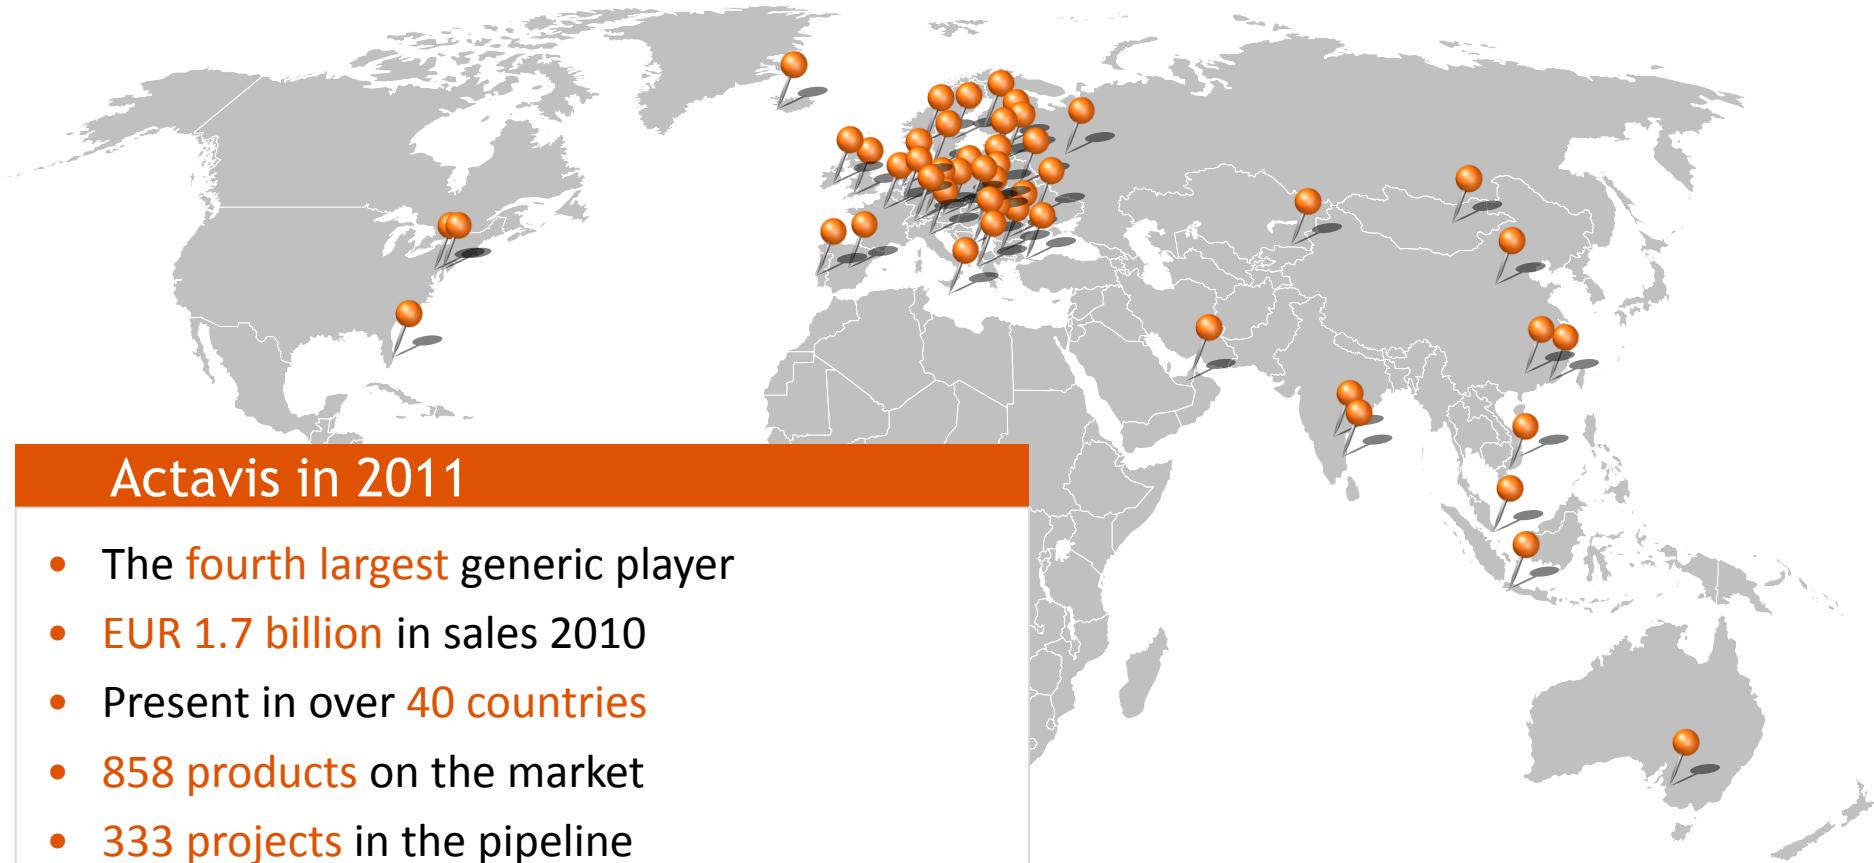 Actavis in 2011
• The fourth largest generic player
• EUR 1.7 billion in sales 2010
• Present in over 40 countries
• 858 products on the market
• 333 projects in the pipeline